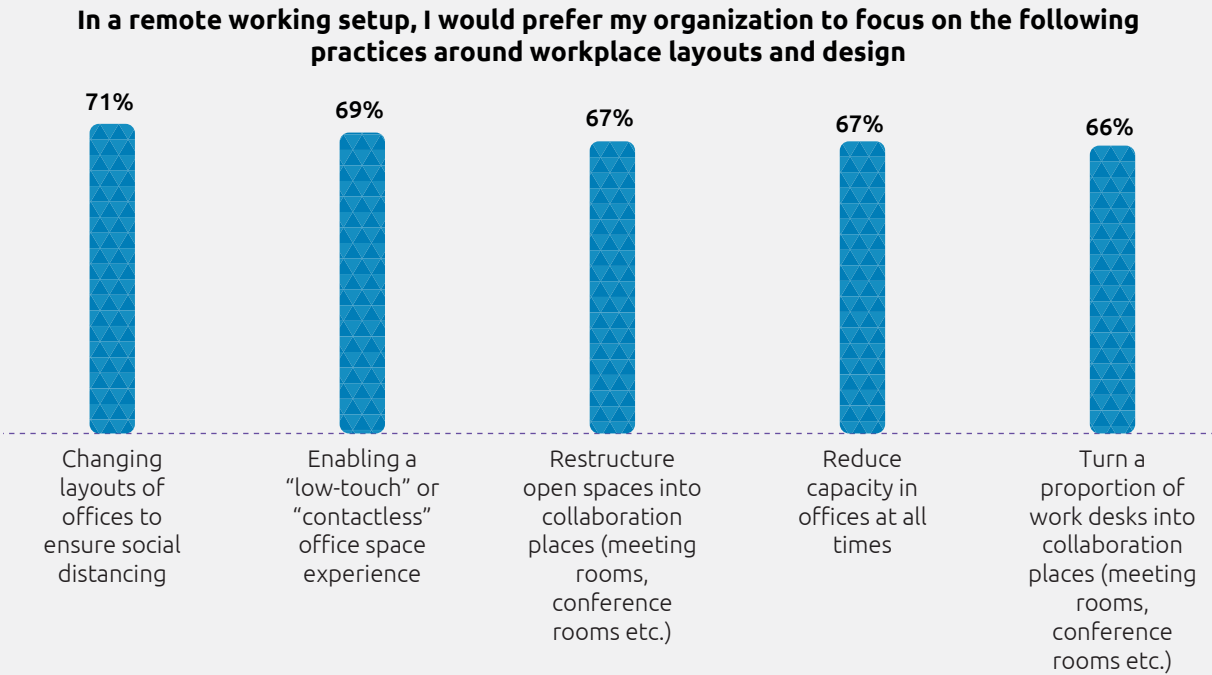 In a remote working setup, I would prefer my organization to focus on the following
practices around workplace layouts and design
71%
69%
67%
67%
66%
Changing
layouts of
offices to
ensure social
distancing
Enabling a
“low-touch” or
“contactless”
office space
experience
Restructure
open spaces into
collaboration
places (meeting
rooms,
conference
rooms etc.)
Reduce
capacity in
offices at all
times
Turn a
proportion of
work desks into
collaboration
places (meeting
rooms,
conference
rooms etc.)